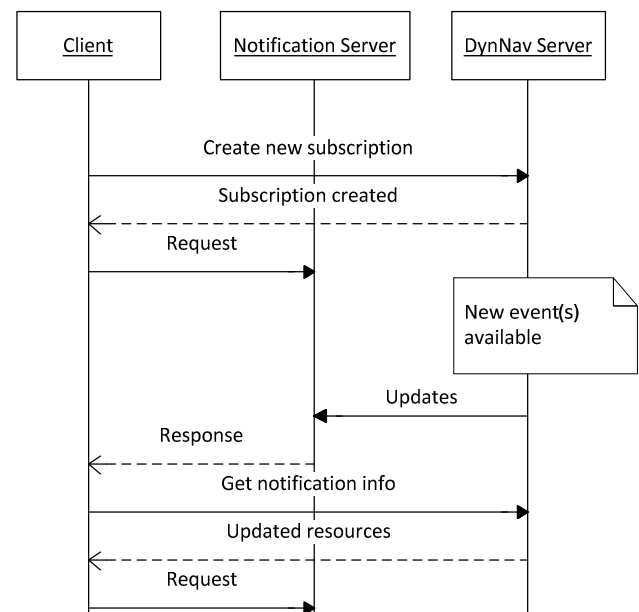 Client
Notification Server
DynNav Server
Create new subscription
Subscription created
Request
New event(s)
available
Updates
Response
Get notification info
Updated resources
Request